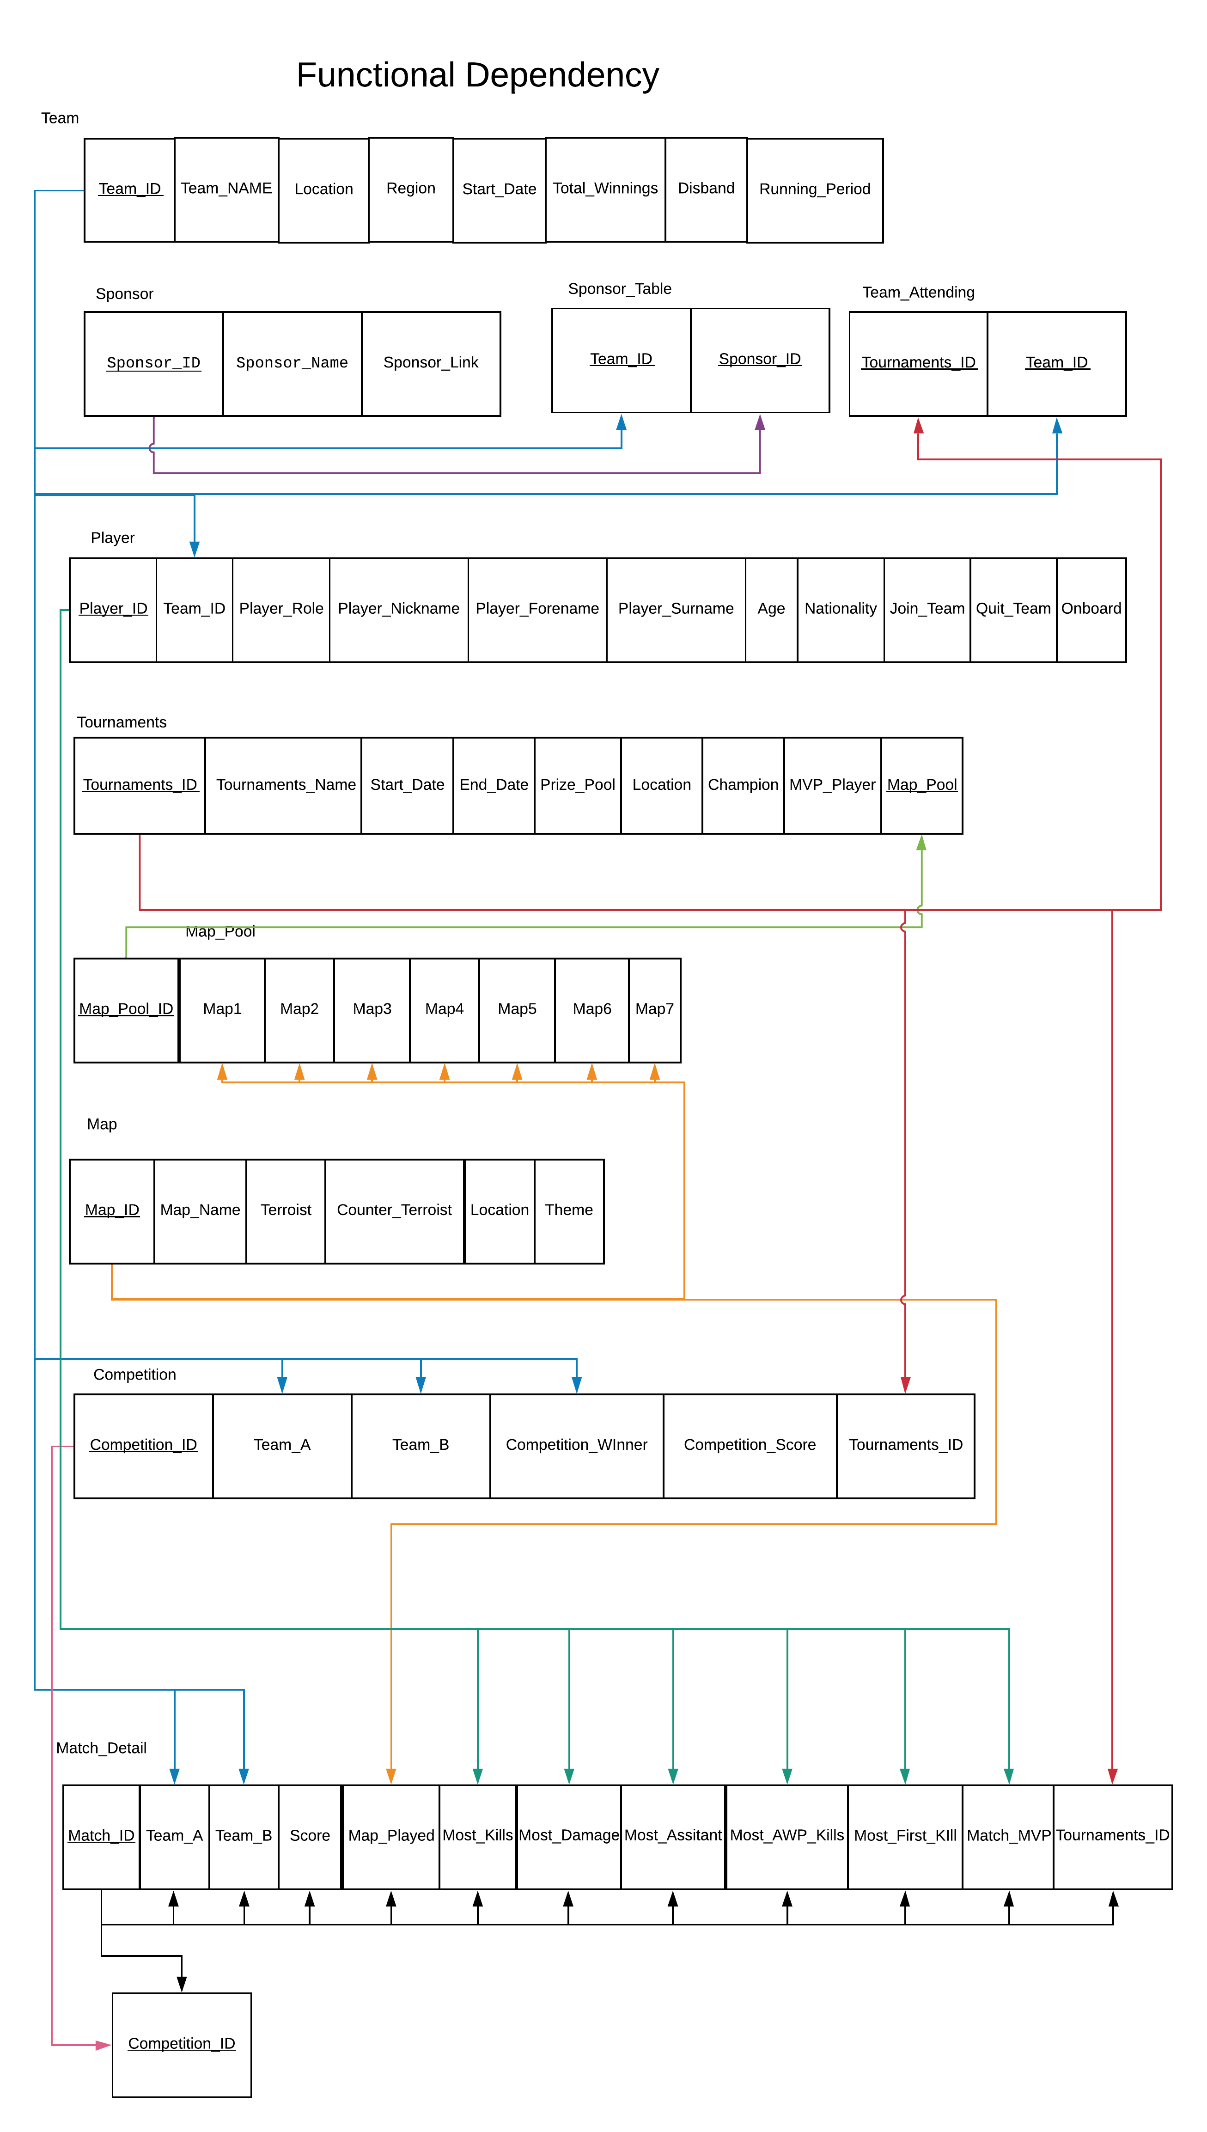 Functional Dependency
Team
Team_ID Team_NAME Location Region Start_Date Total_Winnings Disband Running_Period
Sponsor Sponsor_Table Team_Attending
Sponsor_ID Sponsor_Name Sponsor_Link Team_ID Sponsor_ID Tournaments_ID Team_ID
Player
Player_ID Team_ID Player_Role Player_Nickname Player_Forename Player_Surname Age Nationality Join_Team Quit_Team Onboard
Tournaments
Tournaments_ID Tournaments_Name Start_Date End_Date Prize_Pool Location Champion MVP_Player Map_Pool
Map_Pool
Map_Pool_ID Map1 Map2 Map3 Map4 Map5 Map6 Map7
Map
Map_ID Map_Name Terroist Counter_Terroist Location Theme
Competition
Competition_ID Team_A Team_B Competition_WInner Competition_Score Tournaments_ID
Match_Detail
Match_ID Team_A Team_B Score Map_Played Most_Kills Most_Damage Most_Assitant Most_AWP_Kills Most_First_KIll Match_MVP Tournaments_ID
Competition_ID